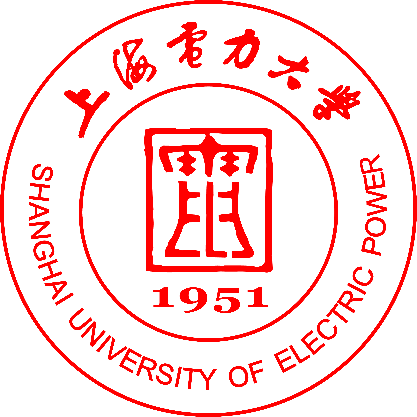 上海电力大学
1951
SHANGHAI UNIVERSITY OF ELECTRIC POWER